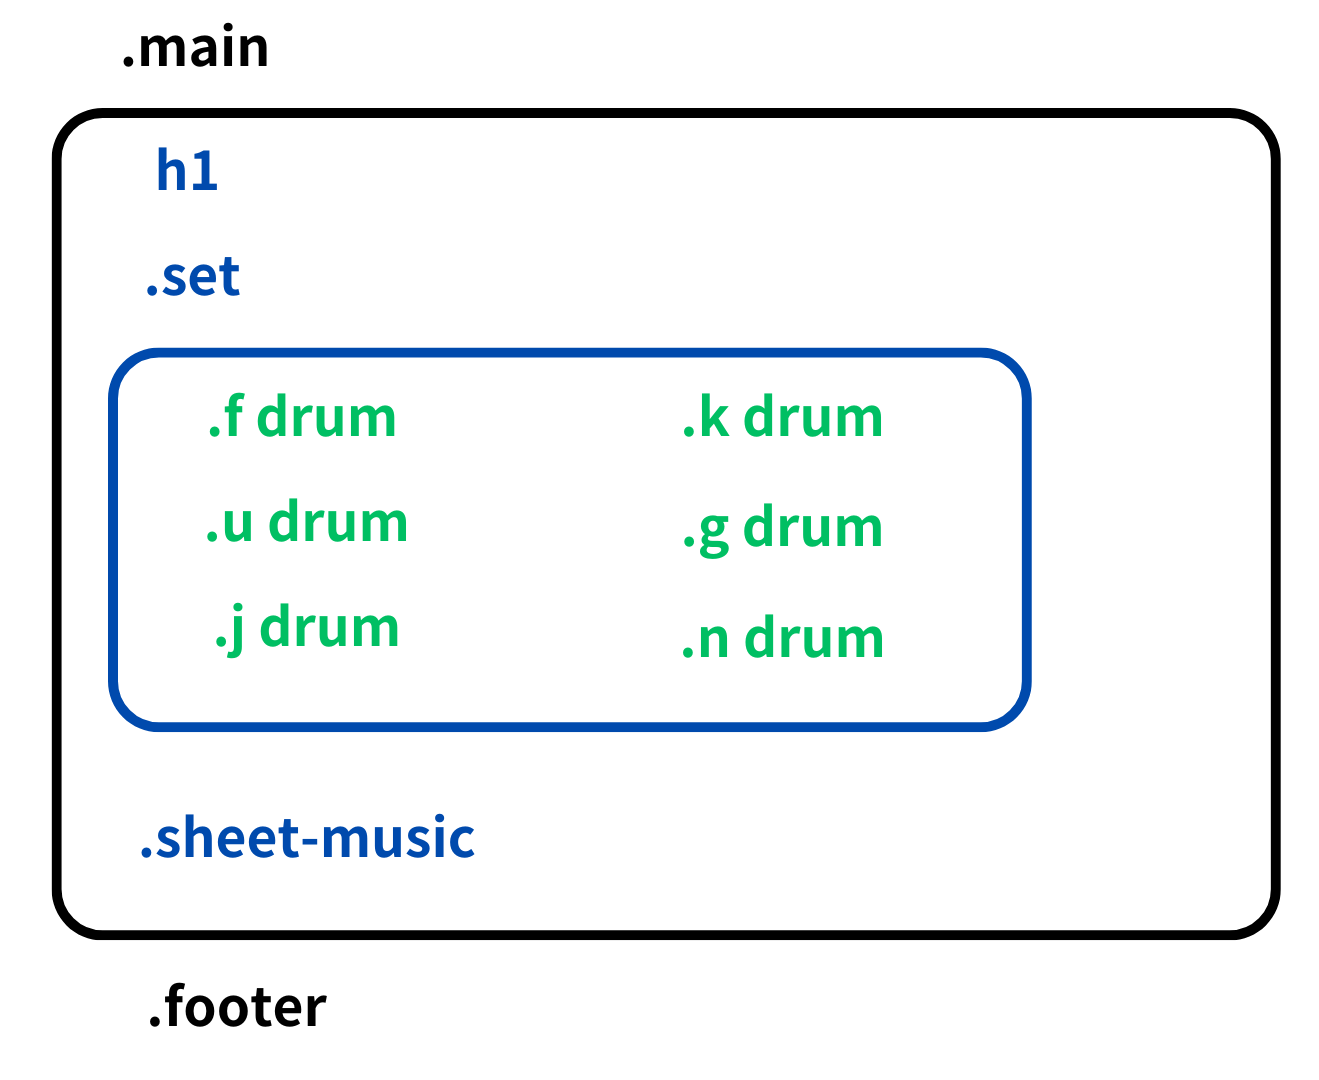 .main
h1
.set
.f drum
.k drum
.u drum
.g drum
.j drum
.n drum
.sheet-music
.footer